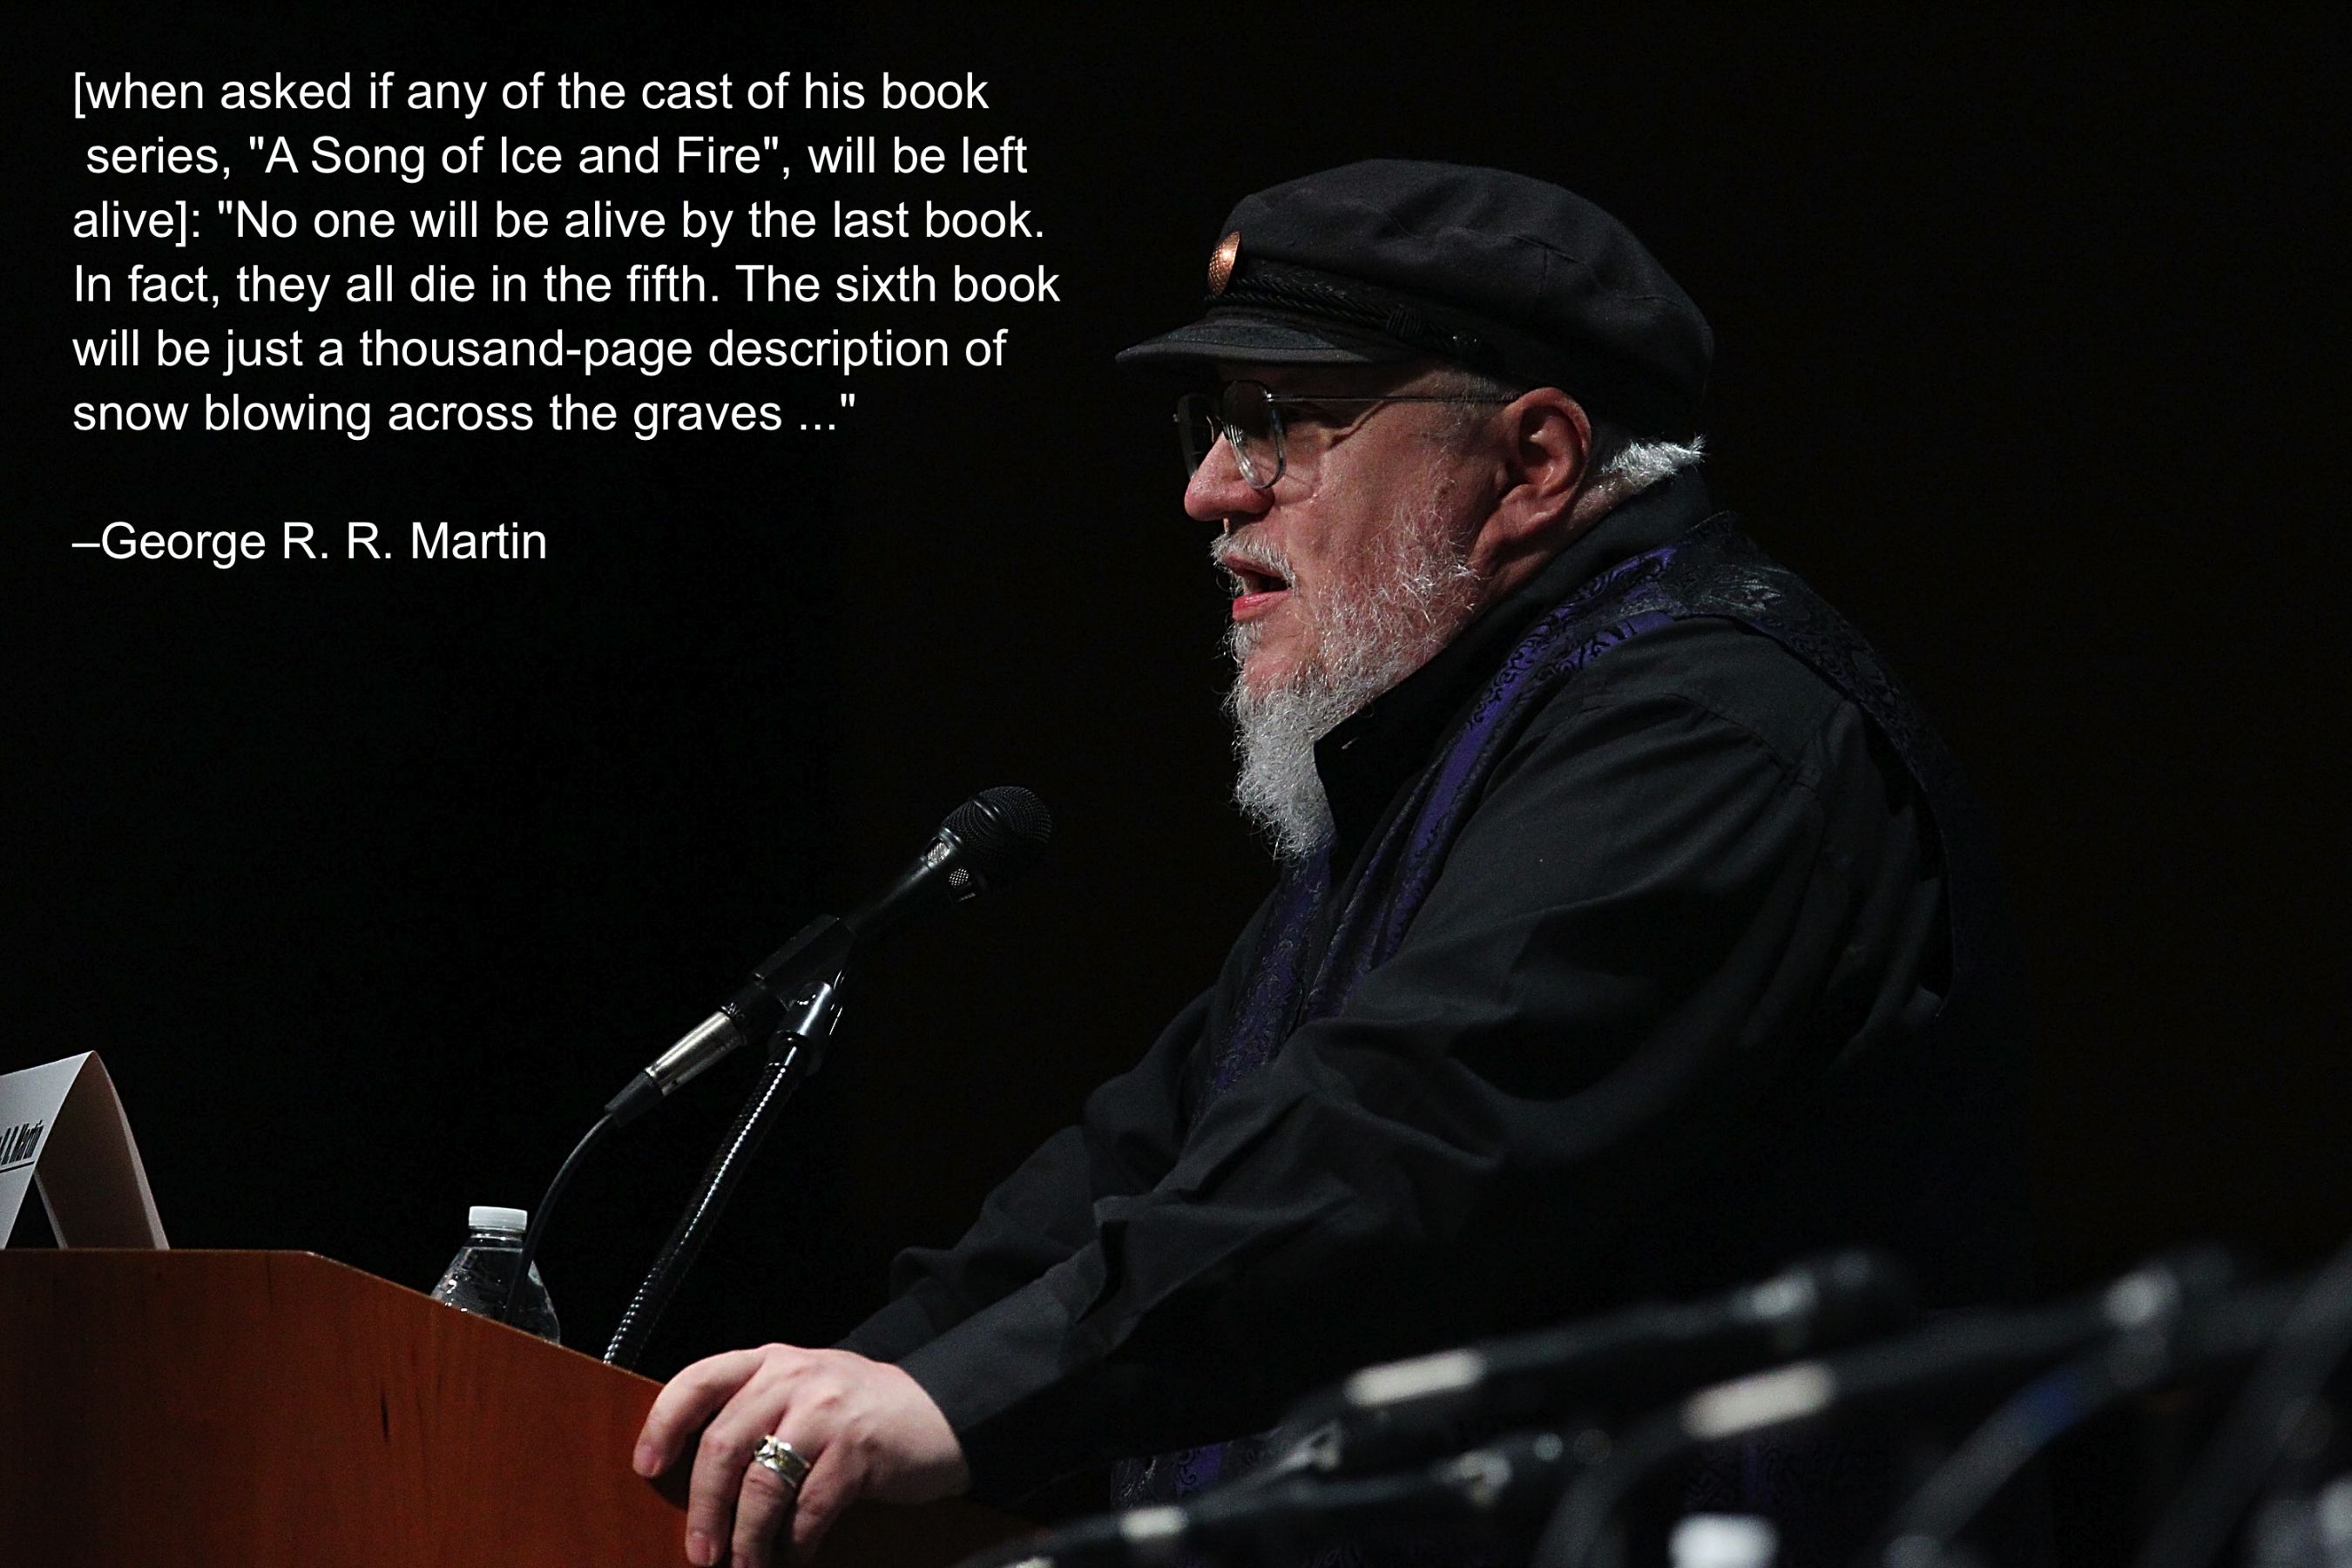 [when asked if any of the cast of his book
series, "A Song of Ice and Fire", will be left
alive]: "No one will be alive by the last book.
In fact, they all die in the fifth. The sixth book
will be just a thousand-page description of
snow blowing across the graves ..."
–George R. R. Martin
R. Martin